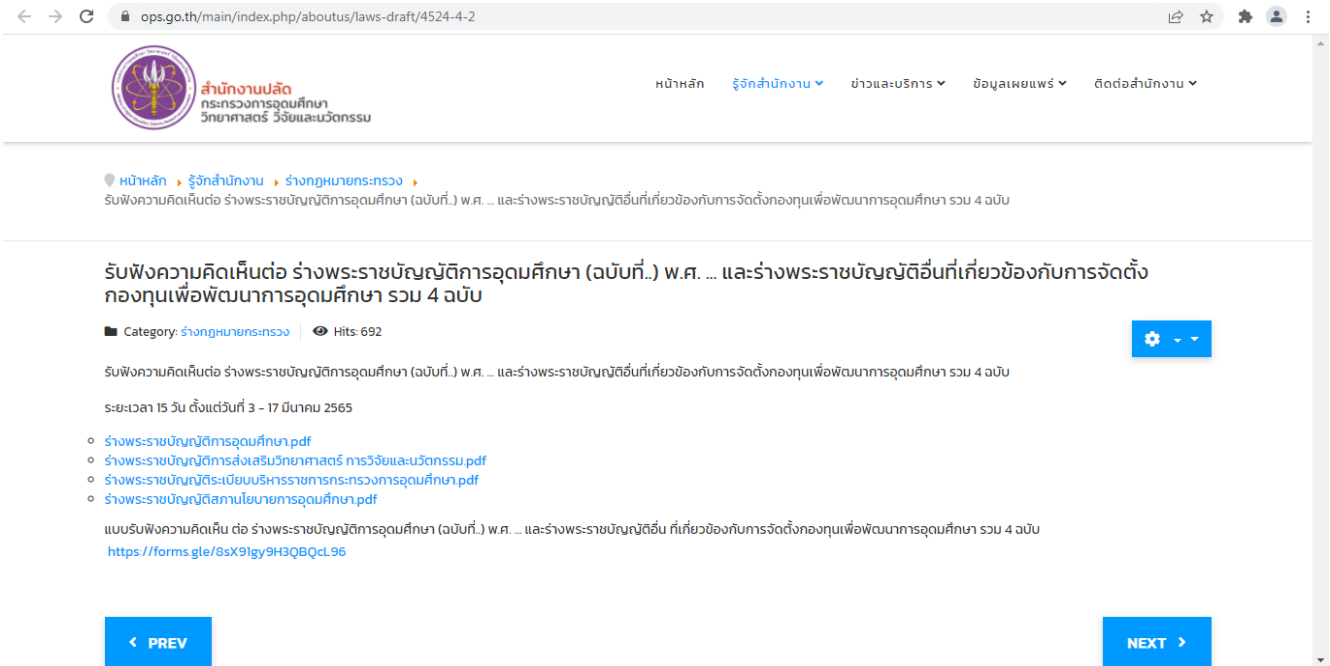 ops.go.th/main/index.php/aboutus/laws-draft/4524-4-2
สำนักงานปลัด
กระทรวงการอุดมศึกษา
วิทยาศาสตร์ วิจัยและนวัตกรรม
หน้าหลัก รู้จักสำนักงาน ข่าวและบริการ ข้อมูลเผยแพร่ ติดต่อสำนักงาน
หน้าหลัก รู้จักสำนักงาน ร่างกฎหมายกระทรวง
รับฟังความคิดเห็นต่อ ร่างพระราชบัญญัติการอุดมศึกษา (ฉบับที่..) พ.ศ. ... และร่างพระราชบัญญัติอื่นที่เกี่ยวข้องกับการจัดตั้งกองทุนเพื่อพัฒนาการอุดมศึกษา รวม 4 ฉบับ
รับฟังความคิดเห็นต่อ ร่างพระราชบัญญัติการอุดมศึกษา (ฉบับที่..) พ.ศ. ... และร่างพระราชบัญญัติอื่นที่เกี่ยวข้องกับการจัดตั้ง
กองทุนเพื่อพัฒนาการอุดมศึกษา รวม 4 ฉบับ
Category: ร่างกฎหมายกระทรวง Hits: 692
รับฟังความคิดเห็นต่อ ร่างพระราชบัญญัติการอุดมศึกษา (ฉบับที่..) พ.ศ. ... และร่างพระราชบัญญัติอื่นที่เกี่ยวข้องกับการจัดตั้งกองทุนเพื่อพัฒนาการอุดมศึกษา รวม 4 ฉบับ
ระยะเวลา 15 วัน ตั้งแต่วันที่ 3 - 17 มีนาคม 2565
ร่างพระราชบัญญัติการอุดมศึกษา.pdf
ร่างพระราชบัญญัติการส่งเสริมวิทยาศาสตร์ การวิจัยและนวัตกรรม.pdf
ร่างพระราชบัญญัติระเบียบบริหารราชการกระทรวงการอุดมศึกษา.pdf
ร่างพระราชบัญญัติสภานโยบายการอุดมศึกษา.pdf
แบบรับฟังความคิดเห็น ต่อ ร่างพระราชบัญญัติการอุดมศึกษา (ฉบับที่..) พ.ศ. ... และร่างพระราชบัญญัติอื่น ที่เกี่ยวข้องกับการจัดตั้งกองทุนเพื่อพัฒนาการอุดมศึกษา รวม 4 ฉบับ
https://forms.gle/8sX91gy9H3QBQcL96
PREV NEXT